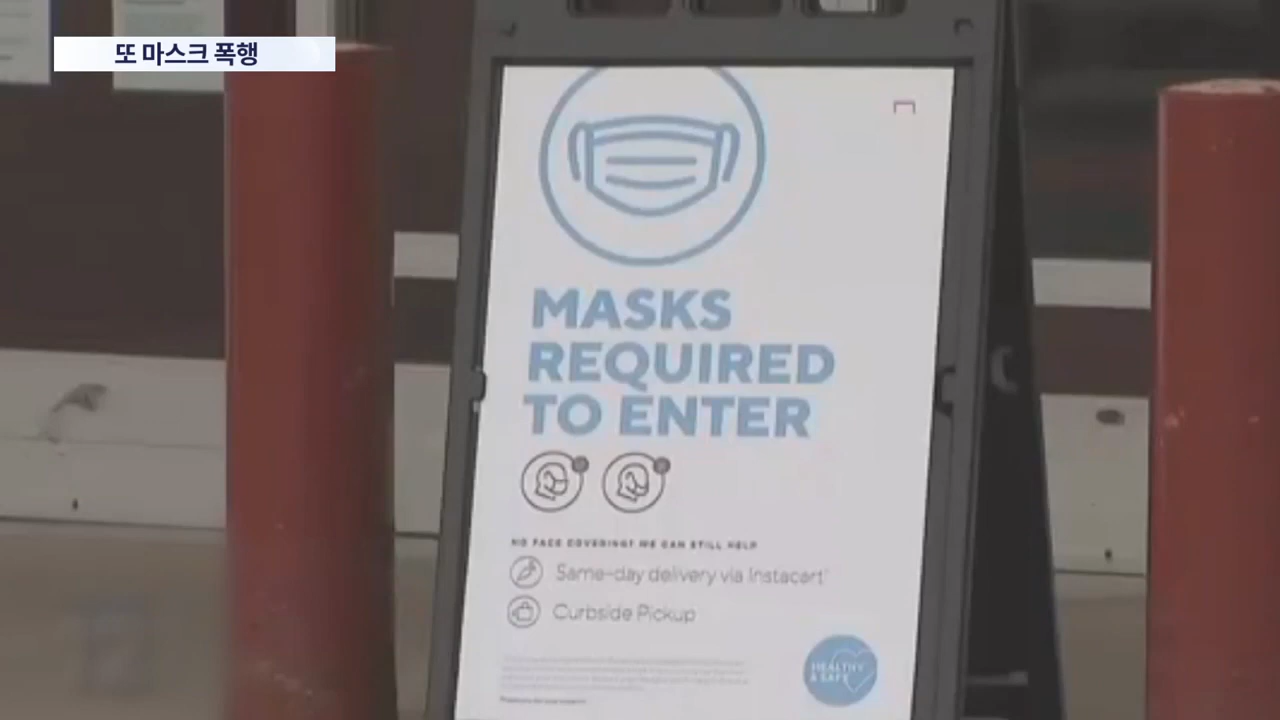 또 마스크 폭행
MASKS
REQUIRED
TO ENTER
NO FACE COVERING? WE CAN STILL HELP
Same-day delivery via Instacart
Curbside Pickup
HEALTHY
& SAFE